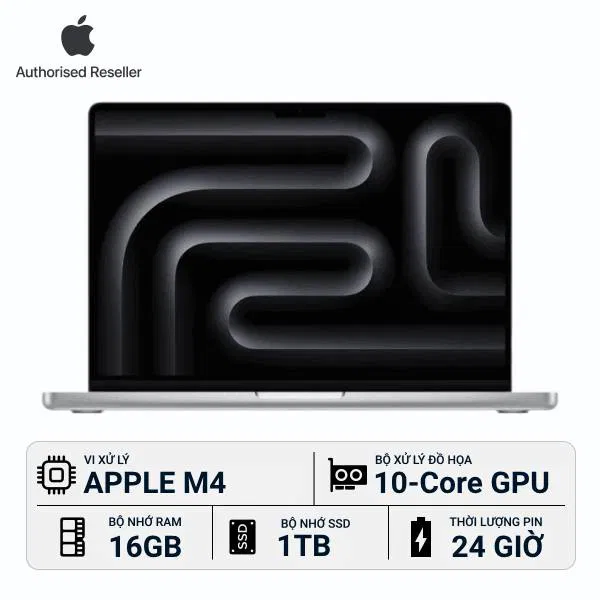 Authorised Reseller
VI XỬ LÝ
APPLE M4
BỘ XỬ LÝ ĐỒ HỌA
10-Core GPU
BỘ NHỚ RAM
16GB
SSD
BỘ NHỚ SSD
1TB
THỜI LƯỢNG PIN
24 GIỜ